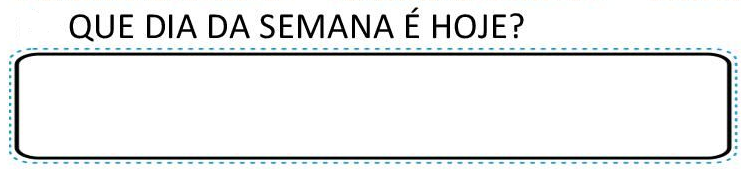 QUE DIA DA SEMANA É HOJE?